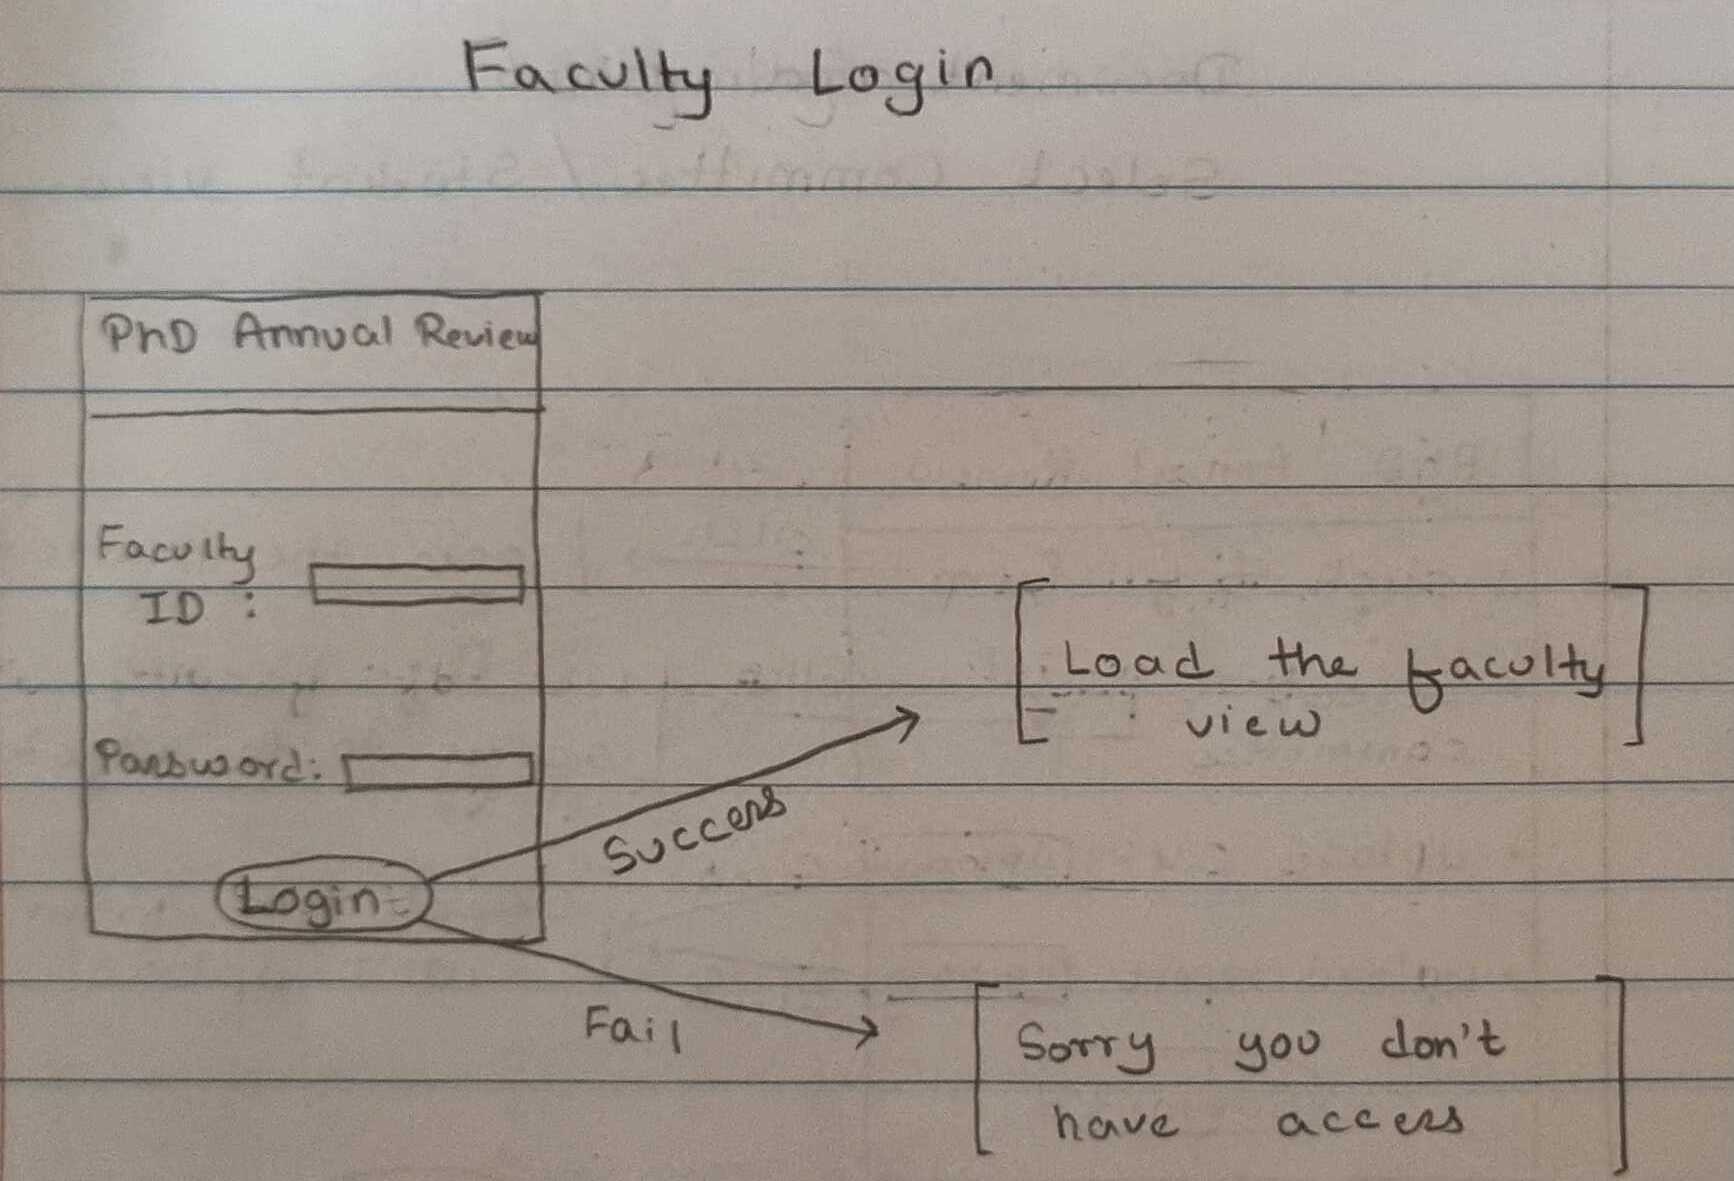 Faculty Login
PhD Annual Review
Faculty
ID :
Password:
Login
Success
Load the faculty
view
Fail
Sorry you don't
have access